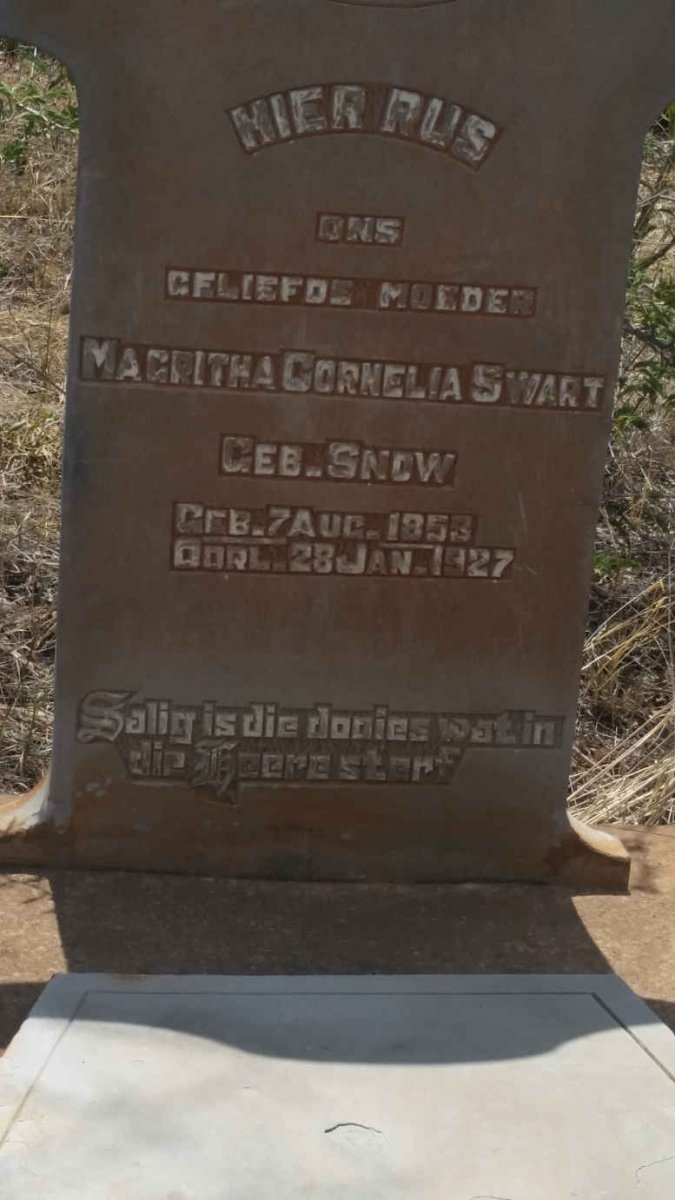 HIER RUS
ONS
GELIEFDE MOEDER
MAGRITHA CORNELIA SWART
GEB. SNOW
GEB. 7 AUG. 1853
OORL. 28 JAN. 1927
Salig is die dooies wat in
die Heere sterf